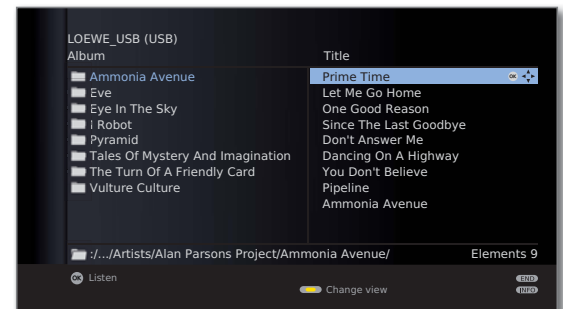 LOEWE_USB (USB)
Album
Title
Ammonia Avenue
Eve
Eye In The Sky
I Robot
Pyramid
Tales Of Mystery And Imagination
The Turn Of A Friendly Card
Vulture Culture
Prime Time OK
Let Me Go Home
One Good Reason
Since The Last Goodbye
Don't Answer Me
Dancing On A Highway
You Don't Believe
Pipeline
Ammonia Avenue
:/.../Artists/Alan Parsons Project/Ammonia Avenue/
Elements 9
OK Listen
Change view
END
INFO